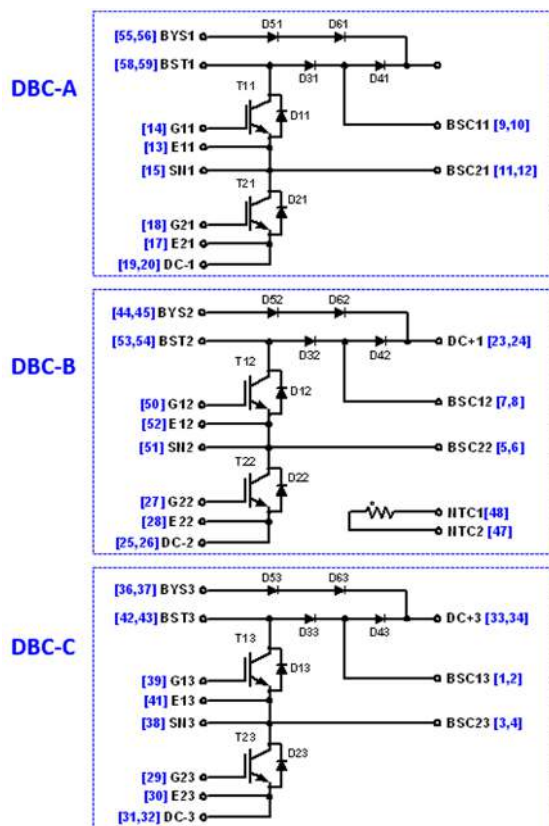 D51 D61
[55,56] BYS1
[58,59] BST1
D31 D41
DBC-A
T11
D11
[14] G11
BSC11 [9,10]
[13] E11
[15] SN1
BSC21 [11,12]
T21
D21
[18] G21
[17] E21
[19,20] DC-1
D52 D62
[44,45] BYS2
[53,54] BST2
DC+1 [23,24]
D32 D42
DBC-B
T12
D12
[50] G12
BSC12 [7,8]
[52] E12
[51] SN2
BSC22 [5,6]
T22
D22
[27] G22
NTC1[48]
[28] E22
NTC2 [47]
[25,26] DC-2
D53 D63
[36,37] BYS3
[42,43] BST3
DC+3 [33,34]
D33 D43
DBC-C
T13
D13
[39] G13
BSC13 [1,2]
[41] E13
[38] SN3
BSC23 [3,4]
T23
D23
[29] G23
[30] E23
[31,32] DC-3